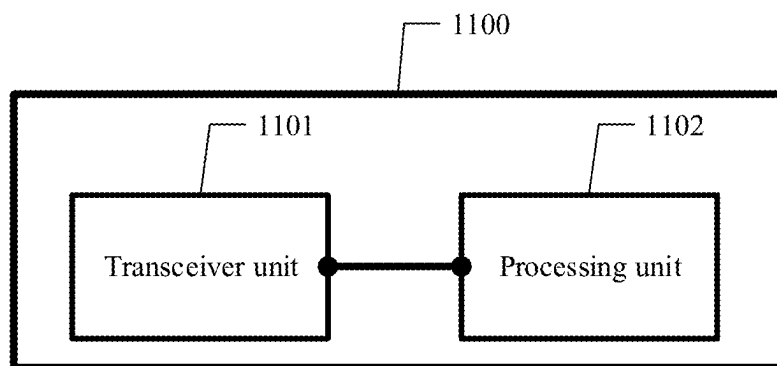 1100
1101
1102
Transceiver unit
Processing unit